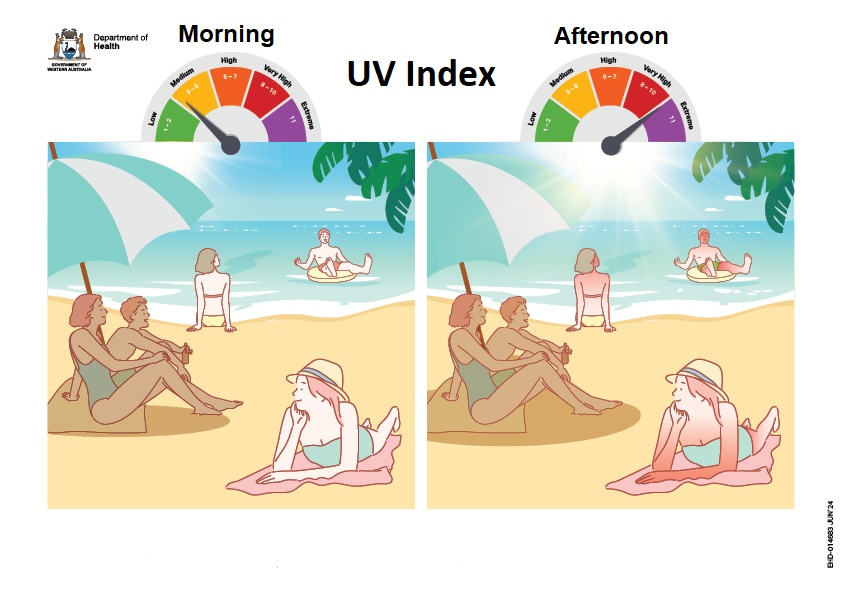 Department of
Health
GOVERNMENT OF
WESTERN AUSTRALIA
Morning
Low
Medium
High
Very High
Extreme
1-2
3-5
6-7
8-10
11
UV Index
Afternoon
Low
Medium
High
Very High
Extreme
1-2
3-5
6-7
8-10
11
EHD-014683 JUN'24